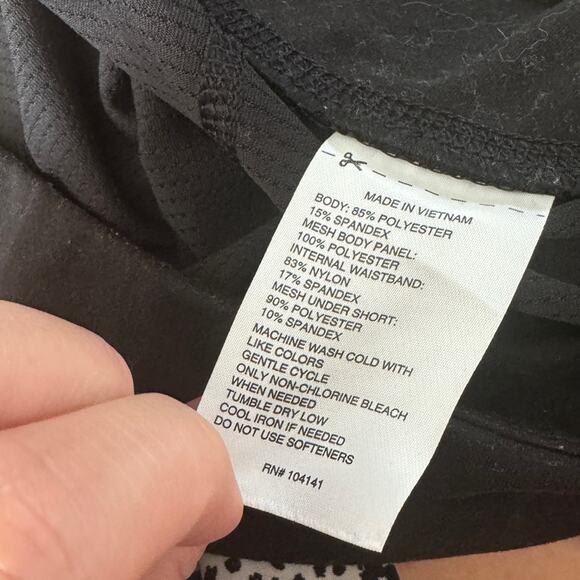 MADE IN VIETNAM
BODY: 85% POLYESTER
15% SPANDEX
MESH BODY PANEL:
100% POLYESTER
INTERNAL WAISTBAND:
83% NYLON
17% SPANDEX
MESH UNDER SHORT:
90% POLYESTER
10% SPANDEX
MACHINE WASH COLD WITH
LIKE COLORS
GENTLE CYCLE
ONLY NON-CHLORINE BLEACH
WHEN NEEDED
TUMBLE DRY LOW
COOL IRON IF NEEDED
DO NOT USE SOFTENERS
RN# 104141